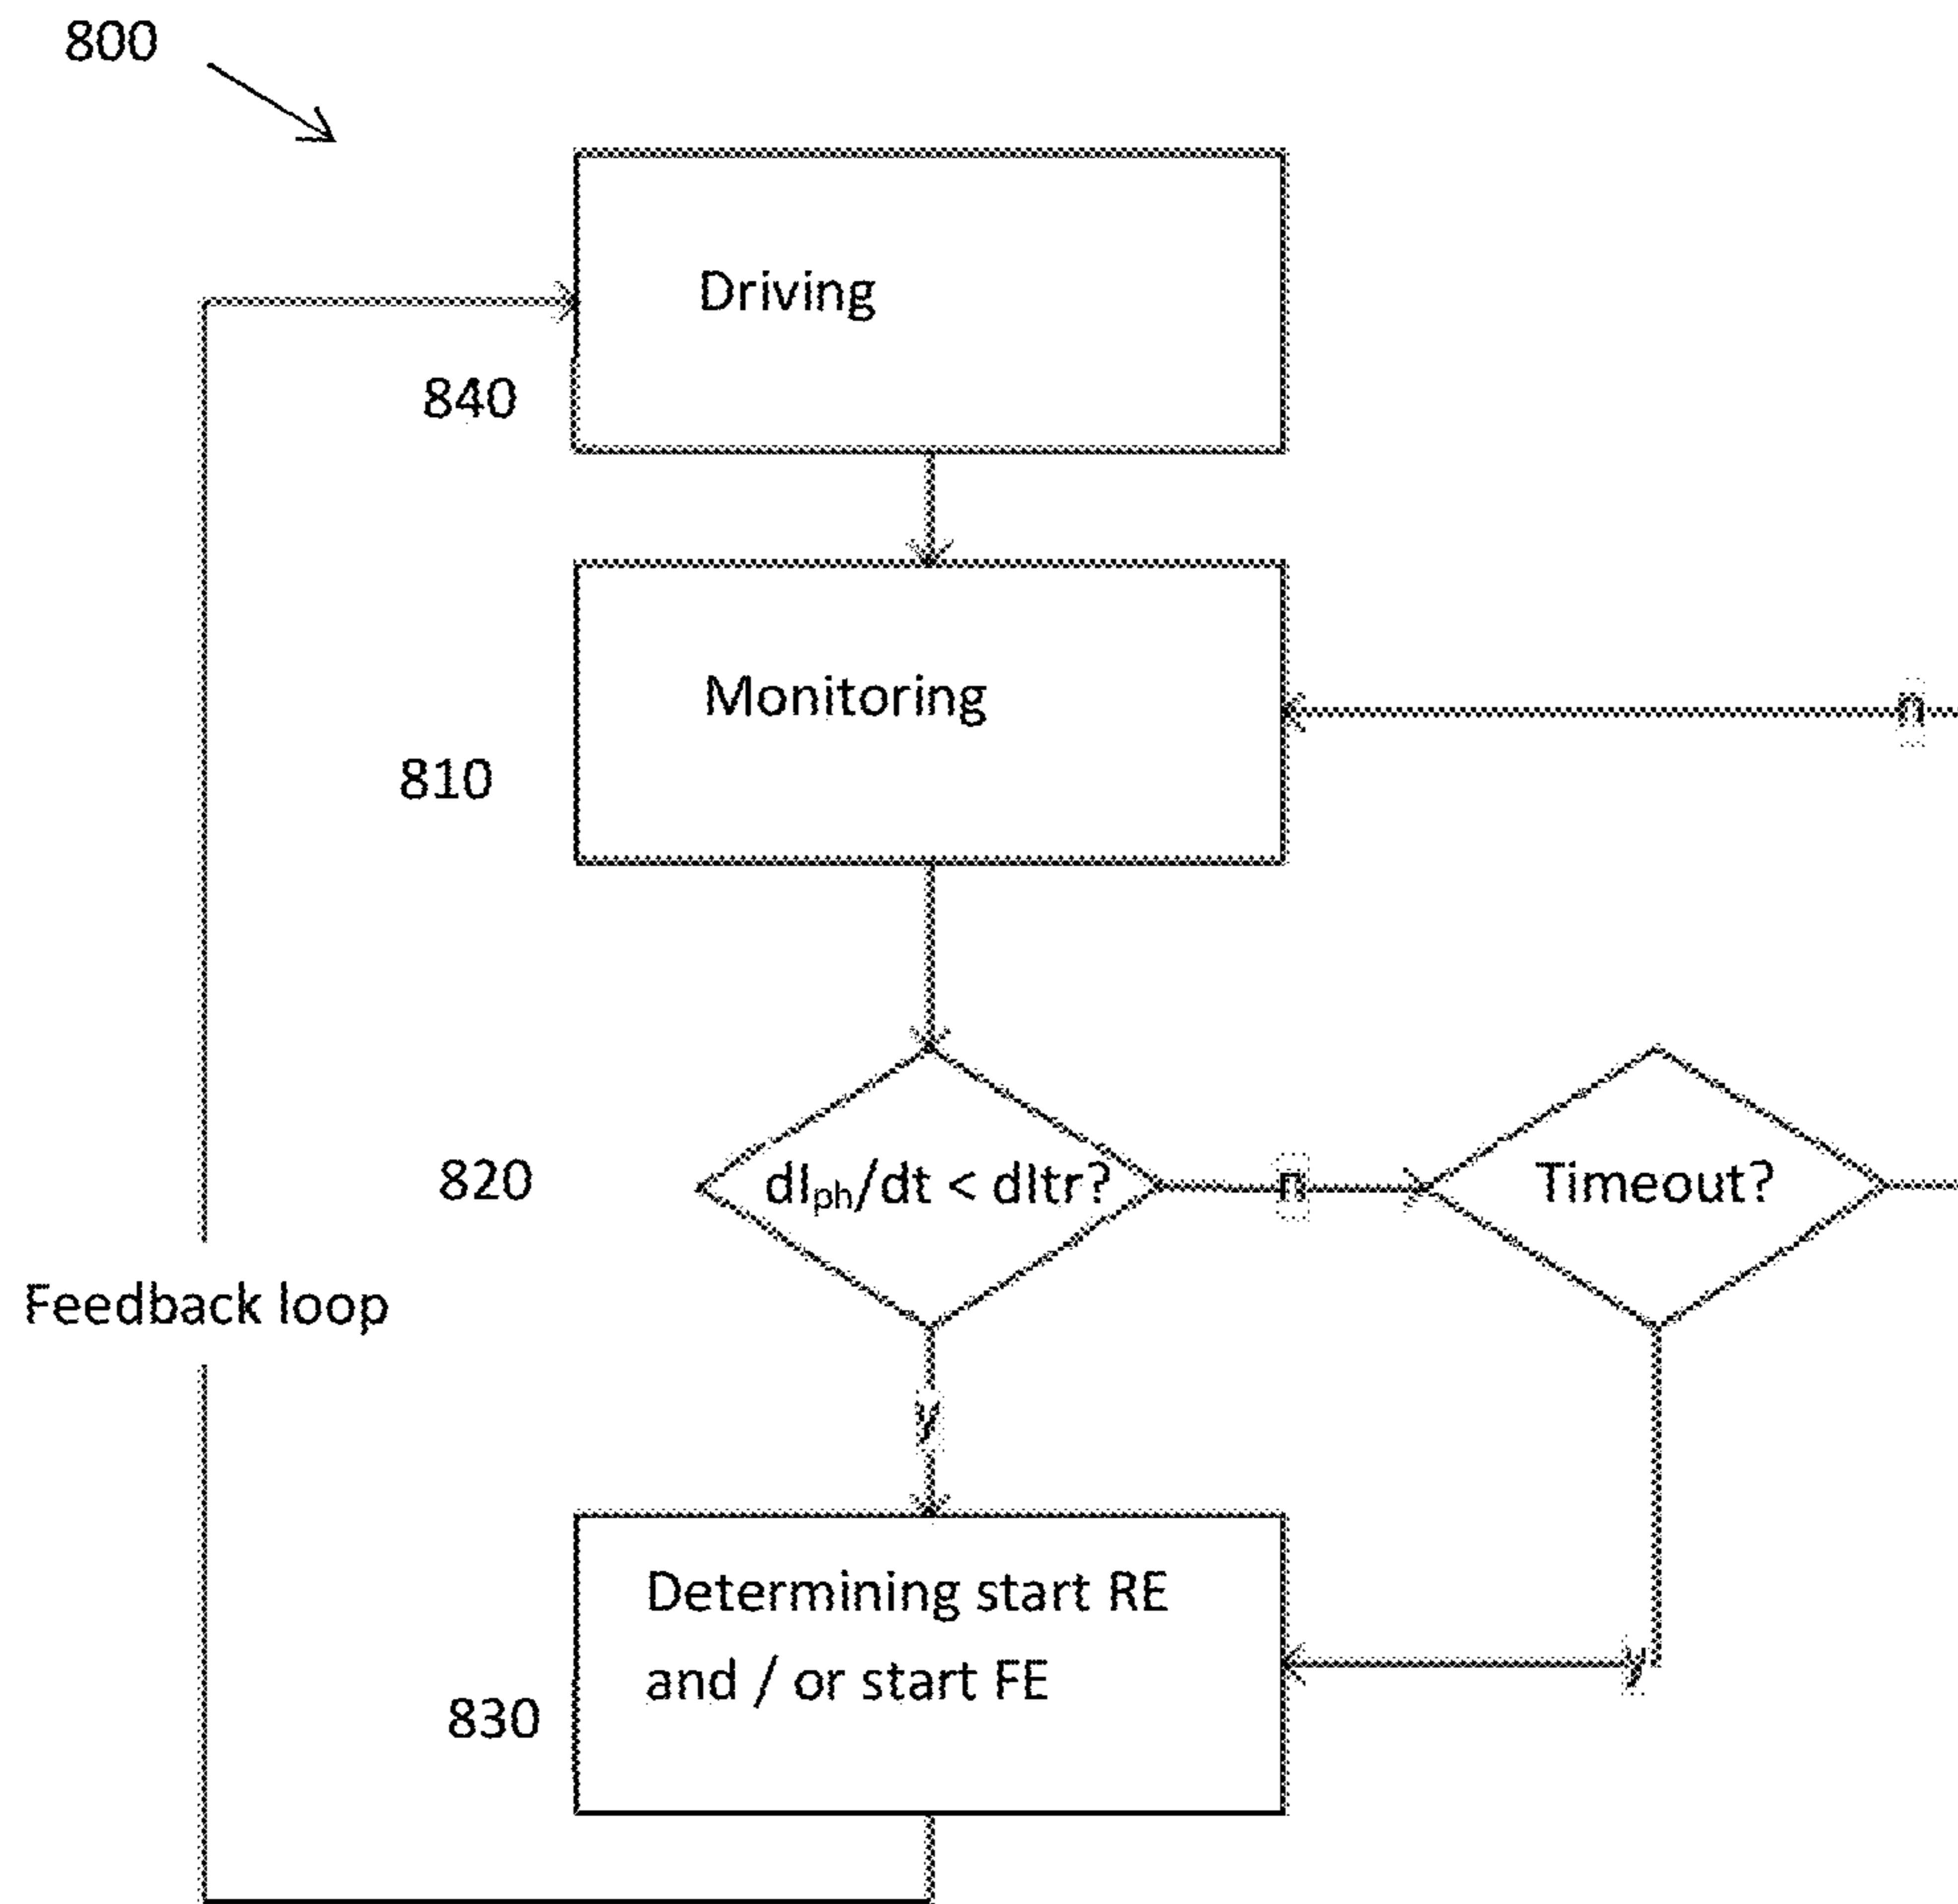 800
Driving
840
Monitoring
n
810
820
dIph/dt < dItr?
n
Timeout?
Feedback loop
y
Determining start RE
and / or start FE
y
830